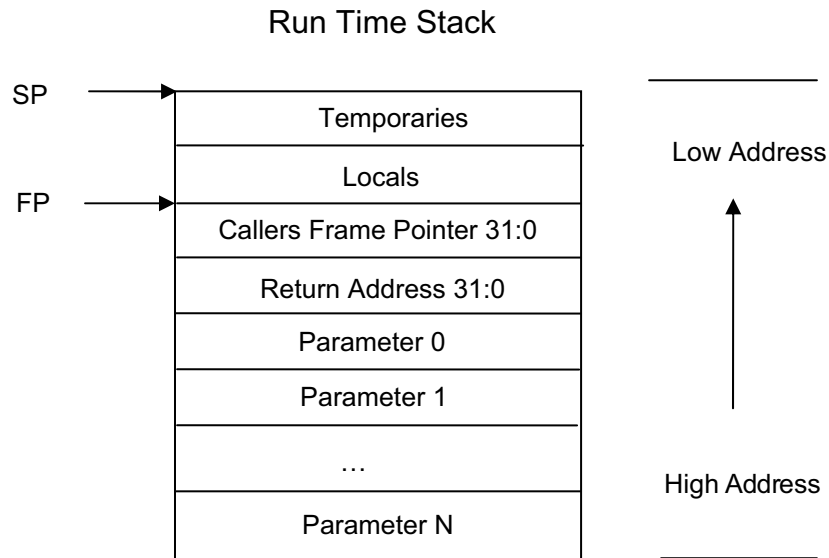 Run Time Stack
SP
Temporaries
Low Address
Locals
FP
Callers Frame Pointer 31:0
Return Address 31:0
Parameter 0
Parameter 1
…
High Address
Parameter N